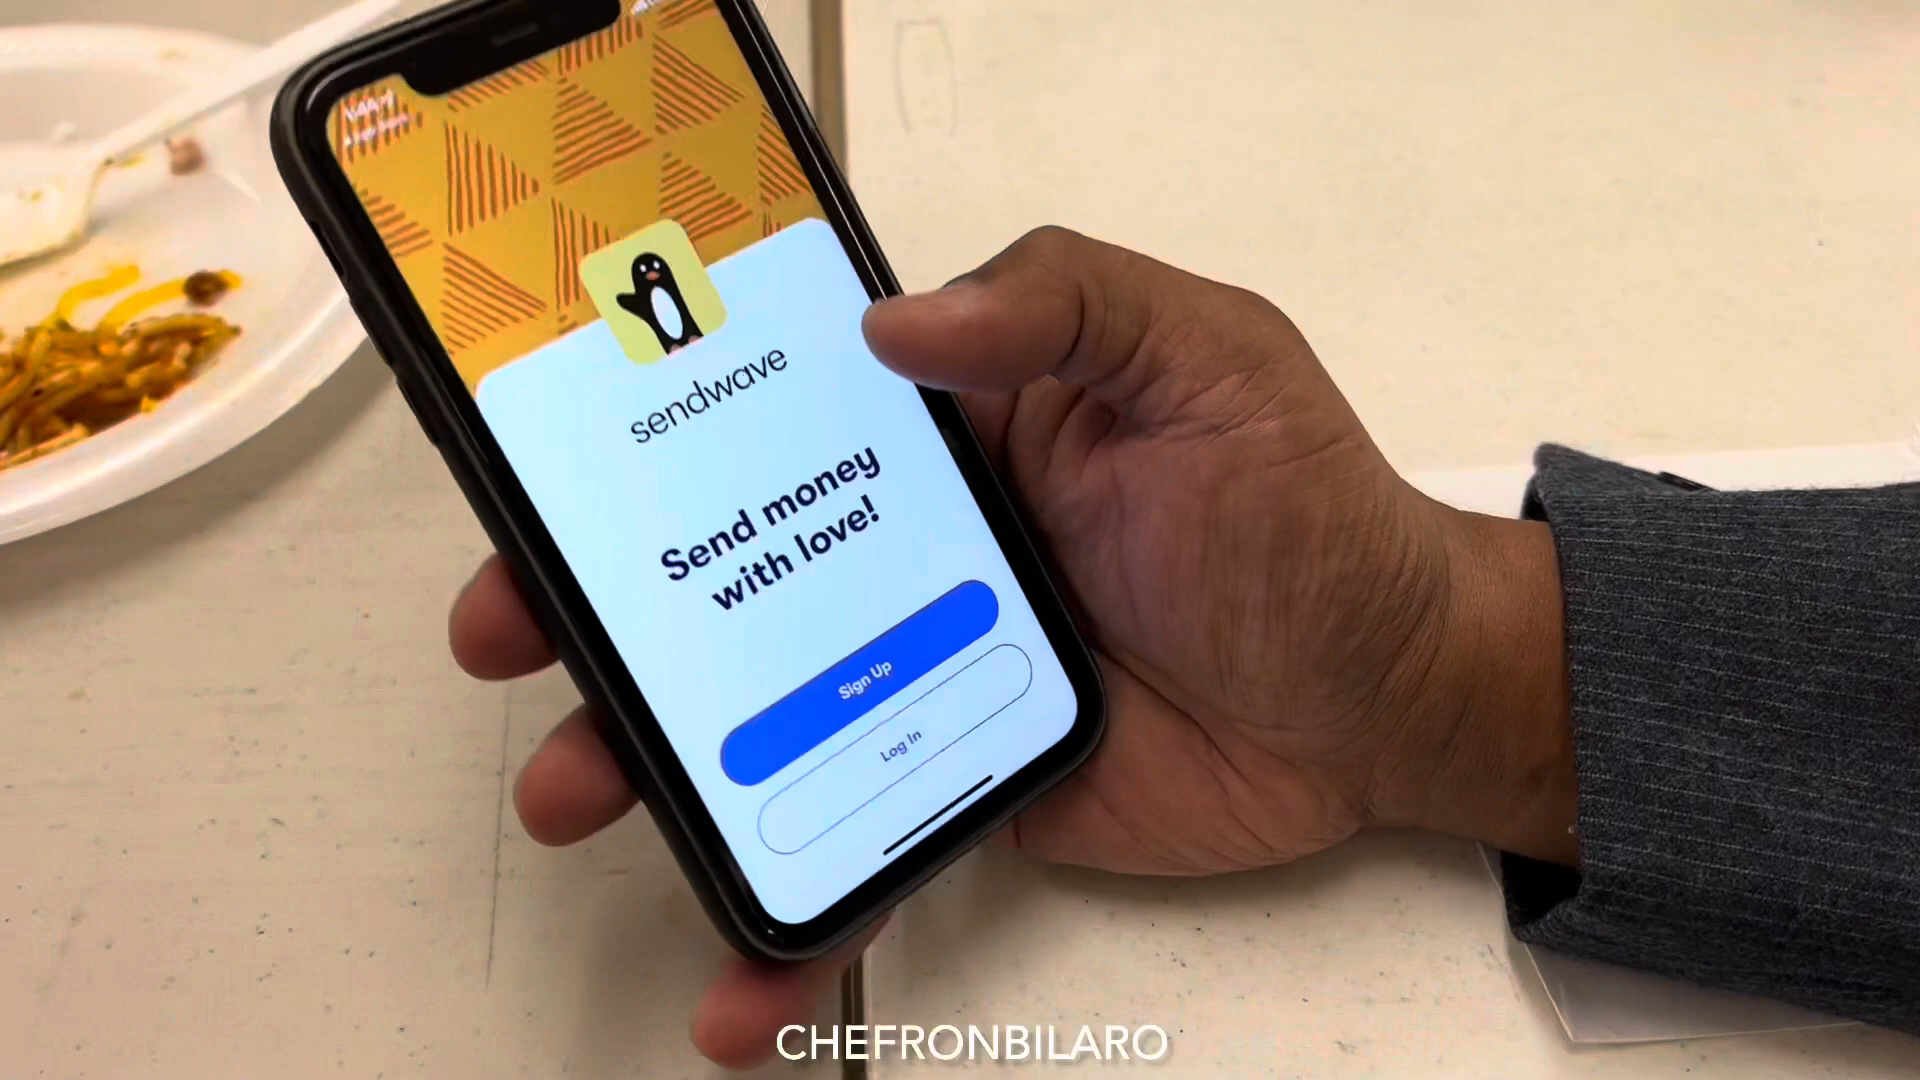 sendwave
Send money
with love!
Sign Up
Log In
CHEFRONBILARO